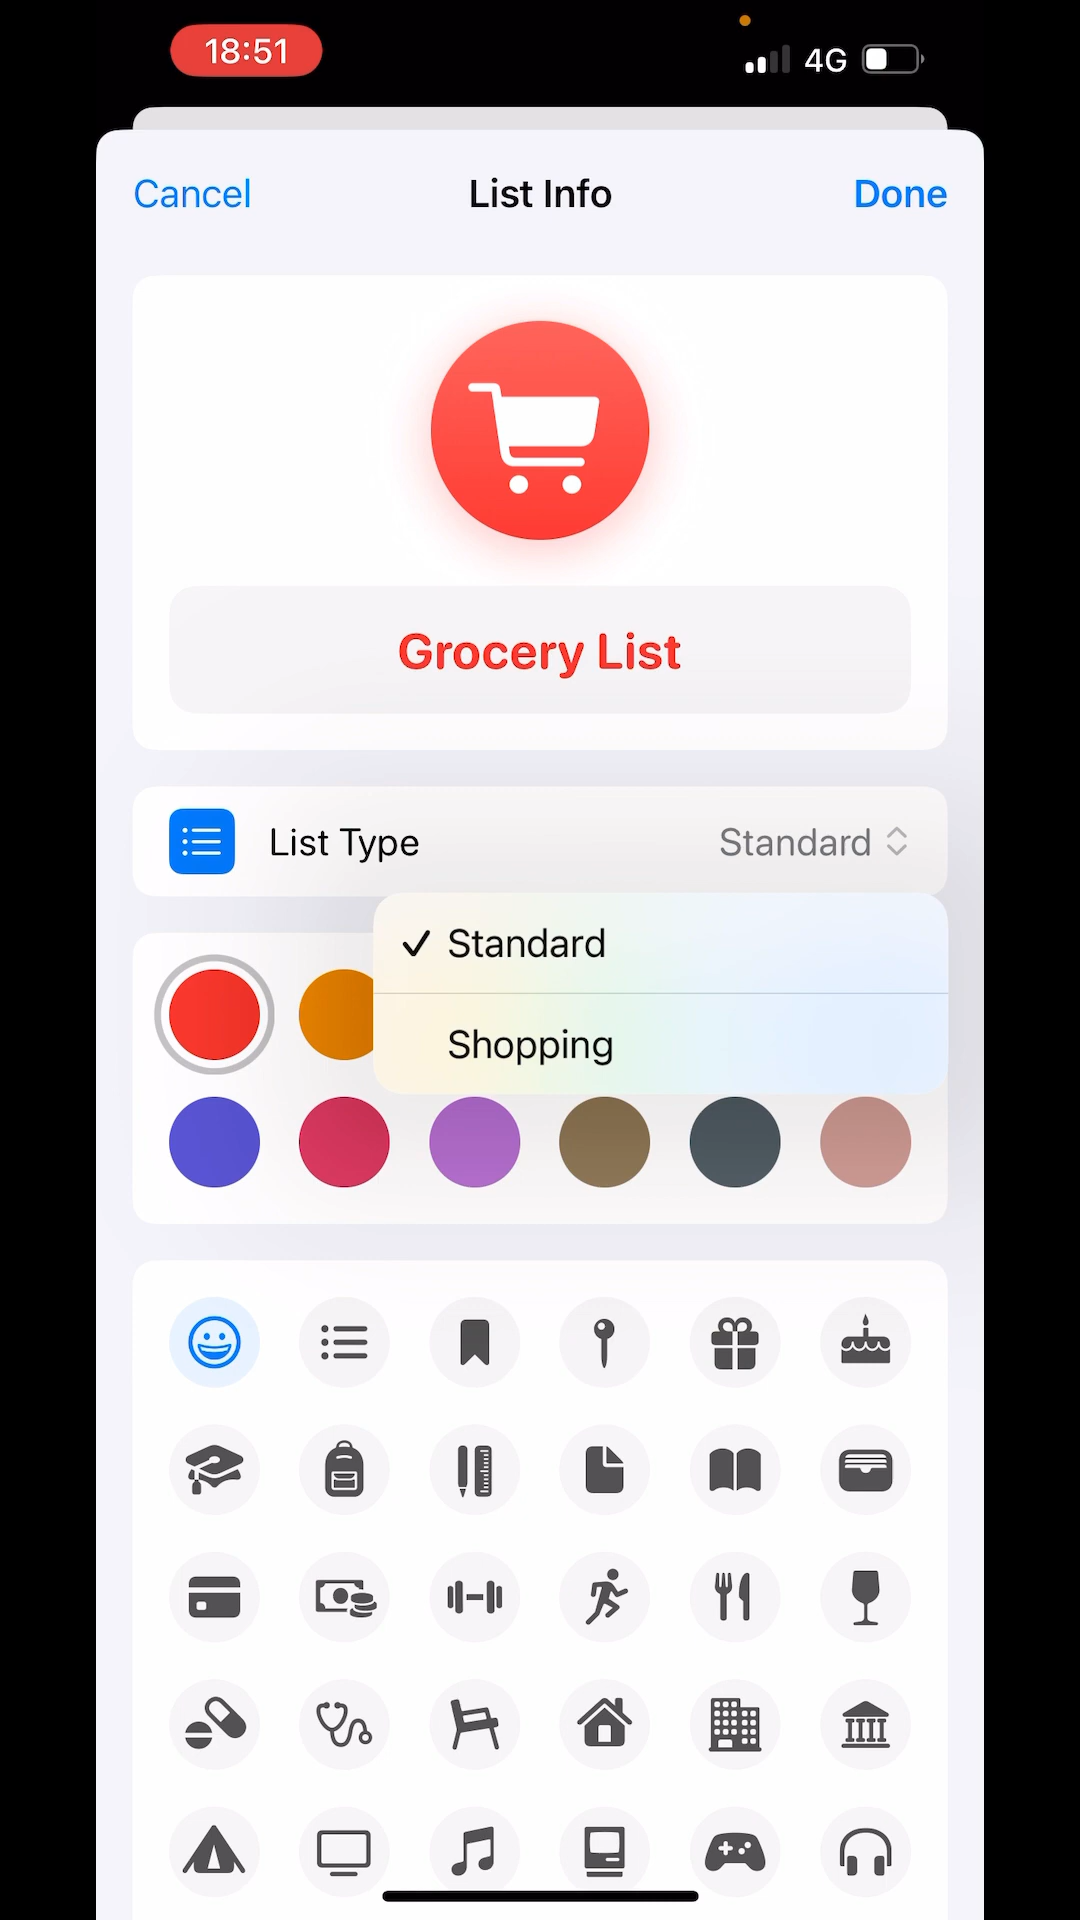 18:51
4G
Cancel
List Info
Done
Grocery List
List Type
Standard
Standard
Shopping